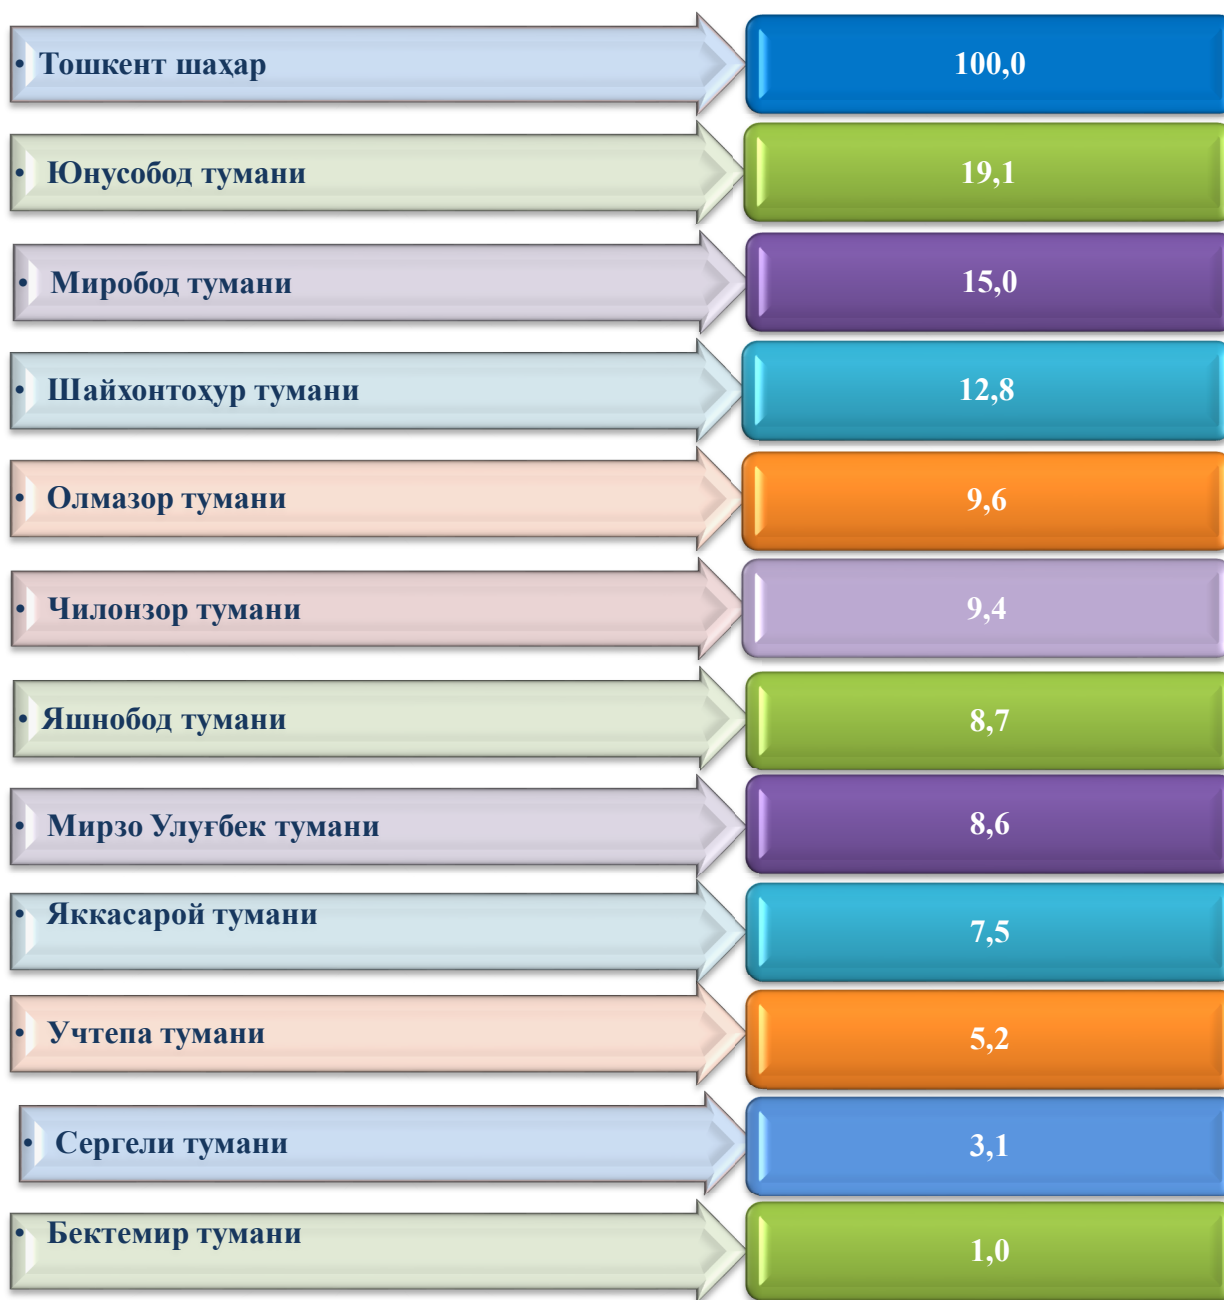 • Тошкент шаҳар
100,0
• Юнусобод тумани
19,1
• Миробод тумани
15,0
• Шайхонтоҳур тумани
12,8
• Олмазор тумани
9,6
• Чилонзор тумани
9,4
• Яшнобод тумани
8,7
• Мирзо Улуғбек тумани
8,6
• Яккасарой тумани
7,5
• Учтепа тумани
5,2
• Сергели тумани
3,1
• Бектемир тумани
1,0